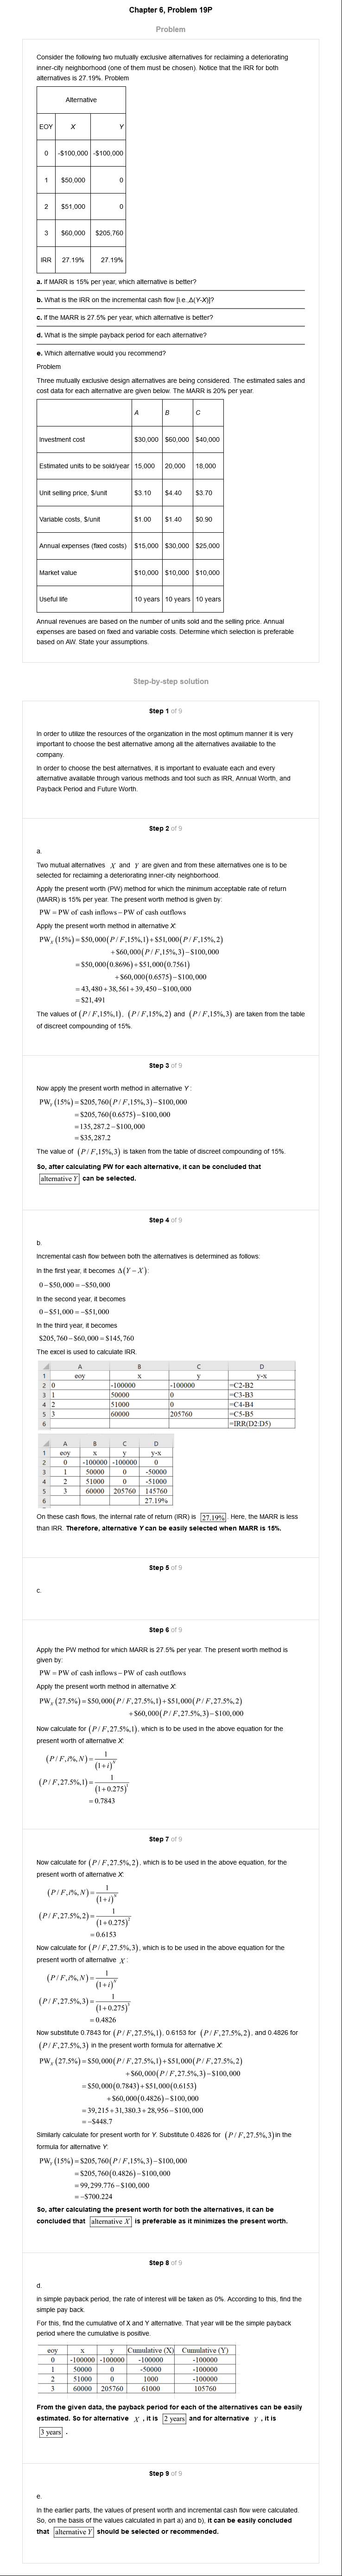 Chapter 6, Problem 19P
Problem
Consider the following two mutually exclusive alternatives for reclaiming a deteriorating
inner-city neighborhood (one of them must be chosen). Notice that the IRR for both
alternatives is 27.19%. Problem
Alternative
EOY X Y
0 -$100,000 -$100,000
1 $50,000 0
2 $51,000 0
3 $60,000 $205,760
IRR 27.19% 27.19%
a. If MARR is 15% per year, which alternative is better?
b. What is the IRR on the incremental cash flow [i.e.,Δ(Y-X)]?
c. If the MARR is 27.5% per year, which alternative is better?
d. What is the simple payback period for each alternative?
e. Which alternative would you recommend?
Problem
Three mutually exclusive design alternatives are being considered. The estimated sales and
cost data for each alternative are given below. The MARR is 20% per year.
A B C
Investment cost $30,000 $60,000 $40,000
Estimated units to be sold/year 15,000 20,000 18,000
Unit selling price, $/unit $3.10 $4.40 $3.70
Variable costs, $/unit $1.00 $1.40 $0.90
Annual expenses (fixed costs) $15,000 $30,000 $25,000
Market value $10,000 $10,000 $10,000
Useful life 10 years 10 years 10 years
Annual revenues are based on the number of units sold and the selling price. Annual
expenses are based on fixed and variable costs. Determine which selection is preferable
based on AW. State your assumptions.
Step-by-step solution
Step 1 of 9
In order to utilize the resources of the organization in the most optimum manner it is very
important to choose the best alternative among all the alternatives available to the
company.
In order to choose the best alternatives, it is important to evaluate each and every
alternative available through various methods and tool such as IRR, Annual Worth, and
Payback Period and Future Worth.
Step 2 of 9
a.
Two mutual alternatives X and Y are given and from these alternatives one is to be
selected for reclaiming a deteriorating inner-city neighborhood.
Apply the present worth (PW) method for which the minimum acceptable rate of return
(MARR) is 15% per year. The present worth method is given by:
PW = PW of cash inflows − PW of cash outflows
Apply the present worth method in alternative X:
PW_X (15%) = $50,000(P / F,15%,1) + $51,000(P / F,15%,2)
+ $60,000(P / F,15%,3) − $100,000
= $50,000(0.8696) + $51,000(0.7561)
+ $60,000(0.6575) − $100,000
= 43,480 + 38,561 + 39,450 − $100,000
= $21,491
The values of (P / F,15%,1), (P / F,15%,2) and (P / F,15%,3) are taken from the table
of discreet compounding of 15%.
Step 3 of 9
Now apply the present worth method in alternative Y :
PW_Y (15%) = $205,760(P / F,15%,3) − $100,000
= $205,760(0.6575) − $100,000
= 135,287.2 − $100,000
= $35,287.2
The value of (P / F,15%,3) is taken from the table of discreet compounding of 15%.
So, after calculating PW for each alternative, it can be concluded that
alternative Y can be selected.
Step 4 of 9
b.
Incremental cash flow between both the alternatives is determined as follows:
In the first year, it becomes Δ(Y − X):
0 − $50,000 = −$50,000
In the second year, it becomes
0 − $51,000 = −$51,000
In the third year, it becomes
$205,760 − $60,000 = $145,760
The excel is used to calculate IRR.
A B C D
1 eoy x y y-x
2 0 -100000 -100000 =C2-B2
3 1 50000 0 =C3-B3
4 2 51000 0 =C4-B4
5 3 60000 205760 =C5-B5
6 =IRR(D2:D5)
A B C D
1 eoy x y y-x
2 0 -100000 -100000 0
3 1 50000 0 -50000
4 2 51000 0 -51000
5 3 60000 205760 145760
6 27.19%
On these cash flows, the internal rate of return (IRR) is 27.19%. Here, the MARR is less
than IRR. Therefore, alternative Y can be easily selected when MARR is 15%.
Step 5 of 9
c.
Step 6 of 9
Apply the PW method for which MARR is 27.5% per year. The present worth method is
given by:
PW = PW of cash inflows − PW of cash outflows
Apply the present worth method in alternative X:
PW_X (27.5%) = $50,000(P / F,27.5%,1) + $51,000(P / F,27.5%,2)
+ $60,000(P / F,27.5%,3) − $100,000
Now calculate for (P / F,27.5%,1), which is to be used in the above equation for the
present worth of alternative X:
(P / F,i%,N) = 1/(1+i)^N
(P / F,27.5%,1) = 1/(1+0.275)^1
= 0.7843
Step 7 of 9
Now calculate for (P / F,27.5%,2), which is to be used in the above equation, for the
present worth of alternative X:
(P / F,i%,N) = 1/(1+i)^N
(P / F,27.5%,2) = 1/(1+0.275)^2
= 0.6153
Now calculate for (P / F,27.5%,3), which is to be used in the above equation for the
present worth of alternative X :
(P / F,i%,N) = 1/(1+i)^N
(P / F,27.5%,3) = 1/(1+0.275)^3
= 0.4826
Now substitute 0.7843 for (P / F,27.5%,1), 0.6153 for (P / F,27.5%,2), and 0.4826 for
(P / F,27.5%,3) in the present worth formula for alternative X:
PW_X (27.5%) = $50,000(P / F,27.5%,1) + $51,000(P / F,27.5%,2)
+ $60,000(P / F,27.5%,3) − $100,000
= $50,000(0.7843) + $51,000(0.6153)
+ $60,000(0.4826) − $100,000
= 39,215 + 31,380.3 + 28,956 − $100,000
= −$448.7
Similarly calculate for present worth for Y. Substitute 0.4826 for (P / F,27.5%,3) in the
formula for alternative Y:
PW_Y (15%) = $205,760(P / F,15%,3) − $100,000
= $205,760(0.4826) − $100,000
= 99,299.776 − $100,000
= −$700.224
So, after calculating the present worth for both the alternatives, it can be
concluded that alternative X is preferable as it minimizes the present worth.
Step 8 of 9
d.
in simple payback period, the rate of interest will be taken as 0%. According to this, find the
simple pay back.
For this, find the cumulative of X and Y alternative. That year will be the simple payback
period where the cumulative is positive.
eoy x y Cumulative (X) Cumulative (Y)
0 -100000 -100000 -100000 -100000
1 50000 0 -50000 -100000
2 51000 0 1000 -100000
3 60000 205760 61000 105760
From the given data, the payback period for each of the alternatives can be easily
estimated. So for alternative X , it is 2 years and for alternative Y , it is
3 years .
Step 9 of 9
e.
In the earlier parts, the values of present worth and incremental cash flow were calculated.
So, on the basis of the values calculated in part a) and b), it can be easily concluded
that alternative Y should be selected or recommended.